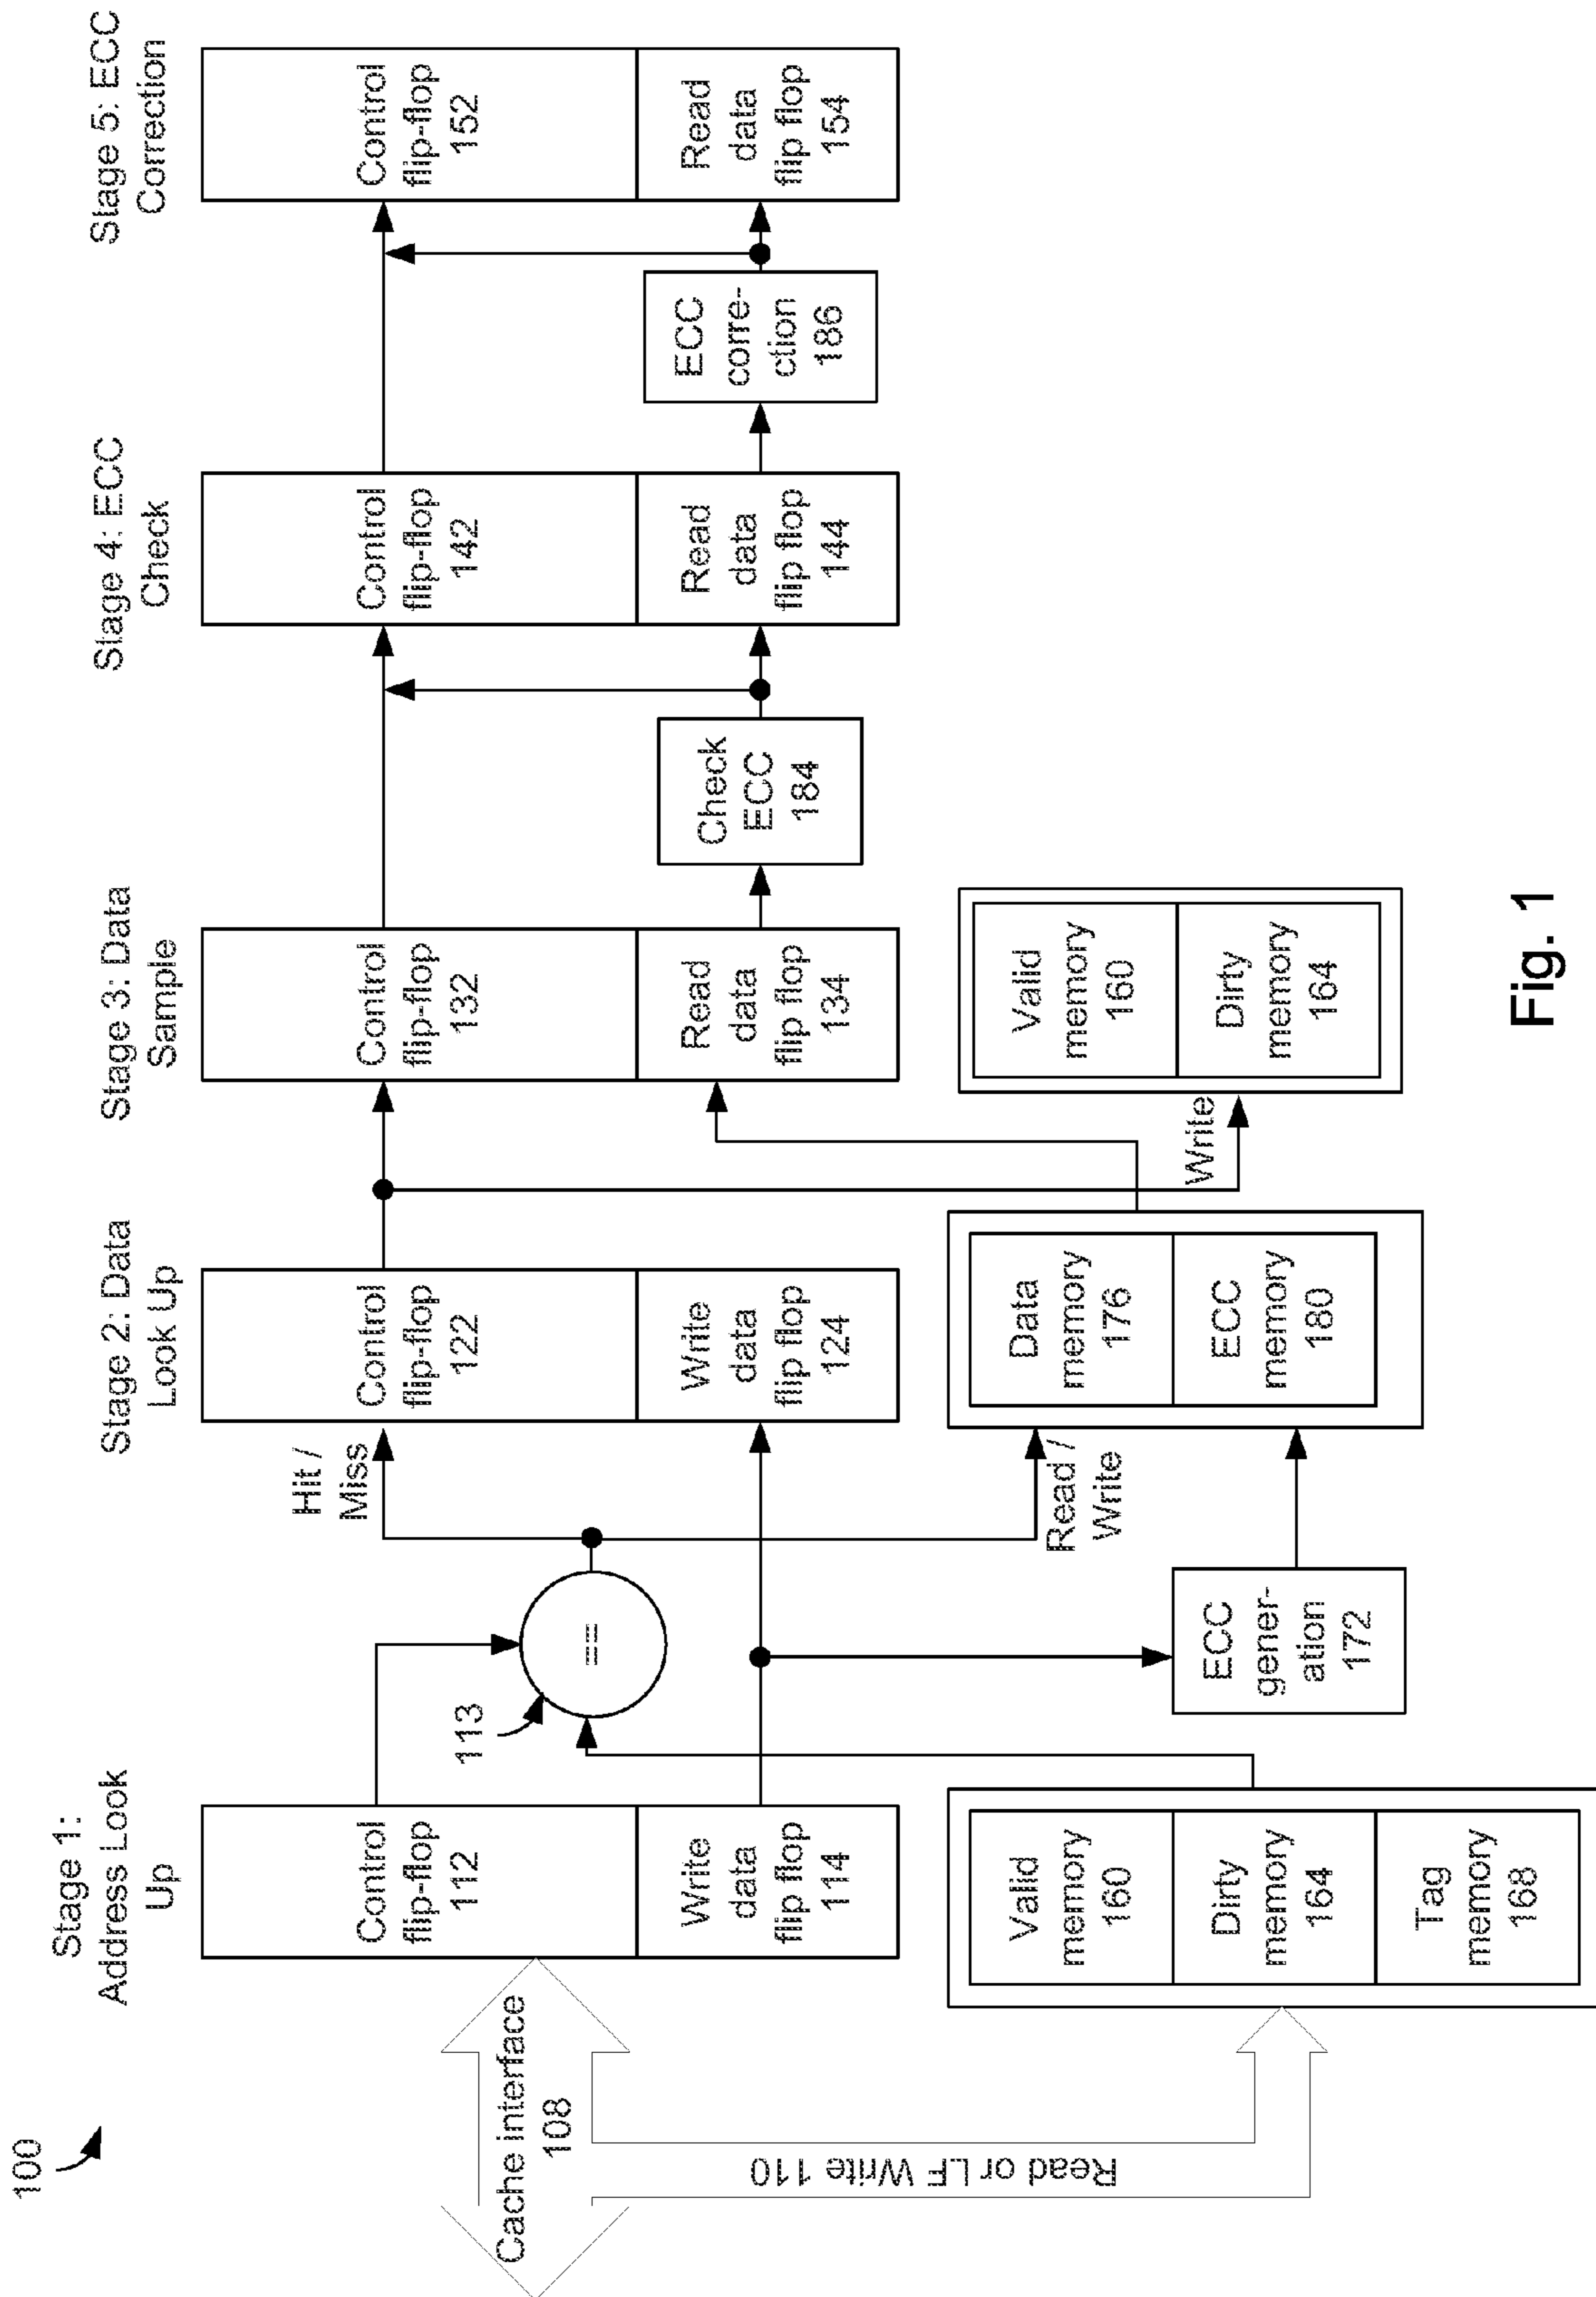 100
Stage 1:
Address Look
Up
Stage 2: Data
Look Up
Stage 3: Data
Sample
Stage 4: ECC
Check
Stage 5: ECC
Correction
Cache interface
108
Read or LF Write 110
Control
flip-flop
112
Write
data
flip flop
114
Valid
memory
160
Dirty
memory
164
Tag
memory
168
113
==
Hit /
Miss
Read /
Write
ECC
gener-
ation
172
Control
flip-flop
122
Write
data
flip flop
124
Data
memory
176
ECC
memory
180
Write
Control
flip-flop
132
Read
data
flip flop
134
Valid
memory
160
Dirty
memory
164
Check
ECC
184
Control
flip-flop
142
Read
data
flip flop
144
ECC
corre-
ction
186
Control
flip-flop
152
Read
data
flip flop
154
Fig. 1